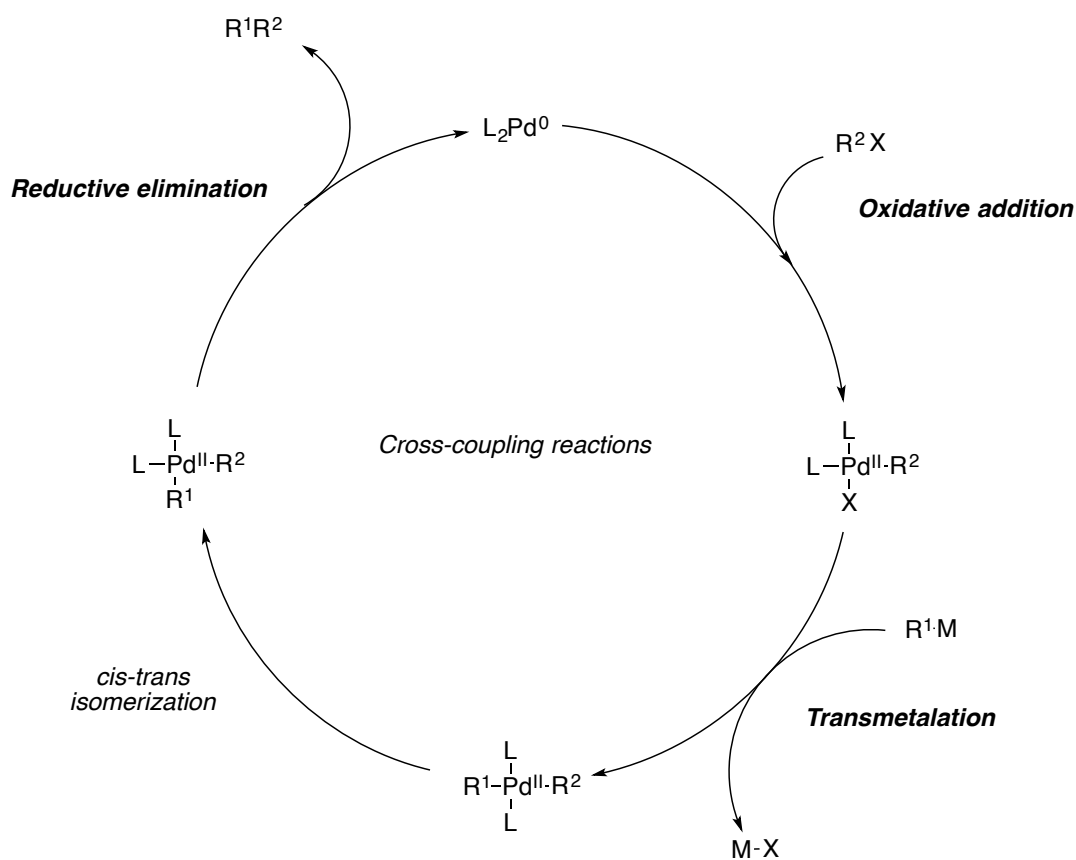 R¹R²
L₂Pd⁰
R²X
Reductive elimination
Oxidative addition
L
L–Pdᴵᴵ-R²
R¹
Cross-coupling reactions
L
L–Pdᴵᴵ-R²
X
R¹·M
cis-trans
isomerization
Transmetalation
L
R¹–Pdᴵᴵ-R²
L
M-X